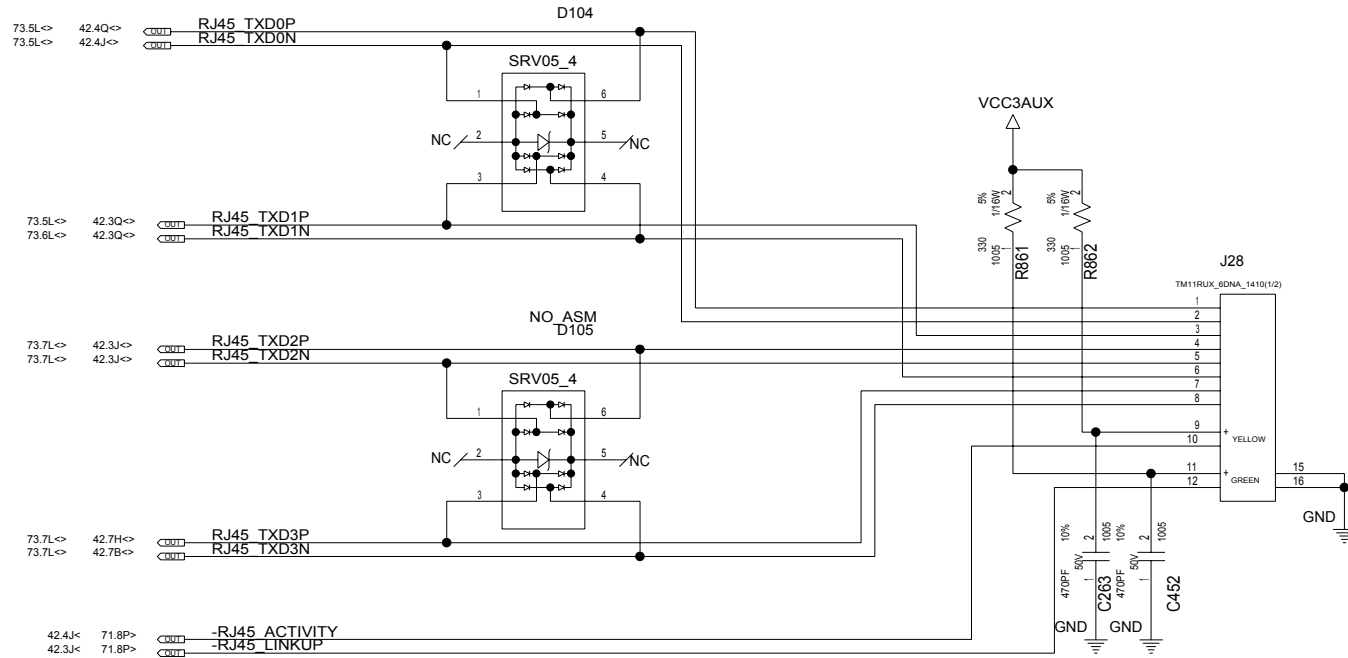 D104
73.5L<> 42.4Q<> OUT RJ45_TXD0P
73.5L<> 42.4J<> OUT RJ45_TXD0N
SRV05_4
1 6
NC 2 5 NC
3 4
73.5L<> 42.3Q<> OUT RJ45_TXD1P
73.6L<> 42.3Q<> OUT RJ45_TXD1N
VCC3AUX
5% 1/16W 2
330 1005 1
R861
5% 1/16W 2
330 1005 1
R862
J28
TM11RUX_6DNA_1410(1/2)
1
2
3
4
5
6
7
8
9 + YELLOW
10
11 + GREEN
12
15
16
GND
NO_ASM
D105
73.7L<> 42.3J<> OUT RJ45_TXD2P
73.7L<> 42.3J<> OUT RJ45_TXD2N
SRV05_4
1 6
NC 2 5 NC
3 4
73.7L<> 42.7H<> OUT RJ45_TXD3P
73.7L<> 42.7B<> OUT RJ45_TXD3N
10% 2 1005
470PF 50V 1
C263
GND
10% 2 1005
470PF 50V 1
C452
GND
42.4J< 71.8P> OUT -RJ45_ACTIVITY
42.3J< 71.8P> OUT -RJ45_LINKUP